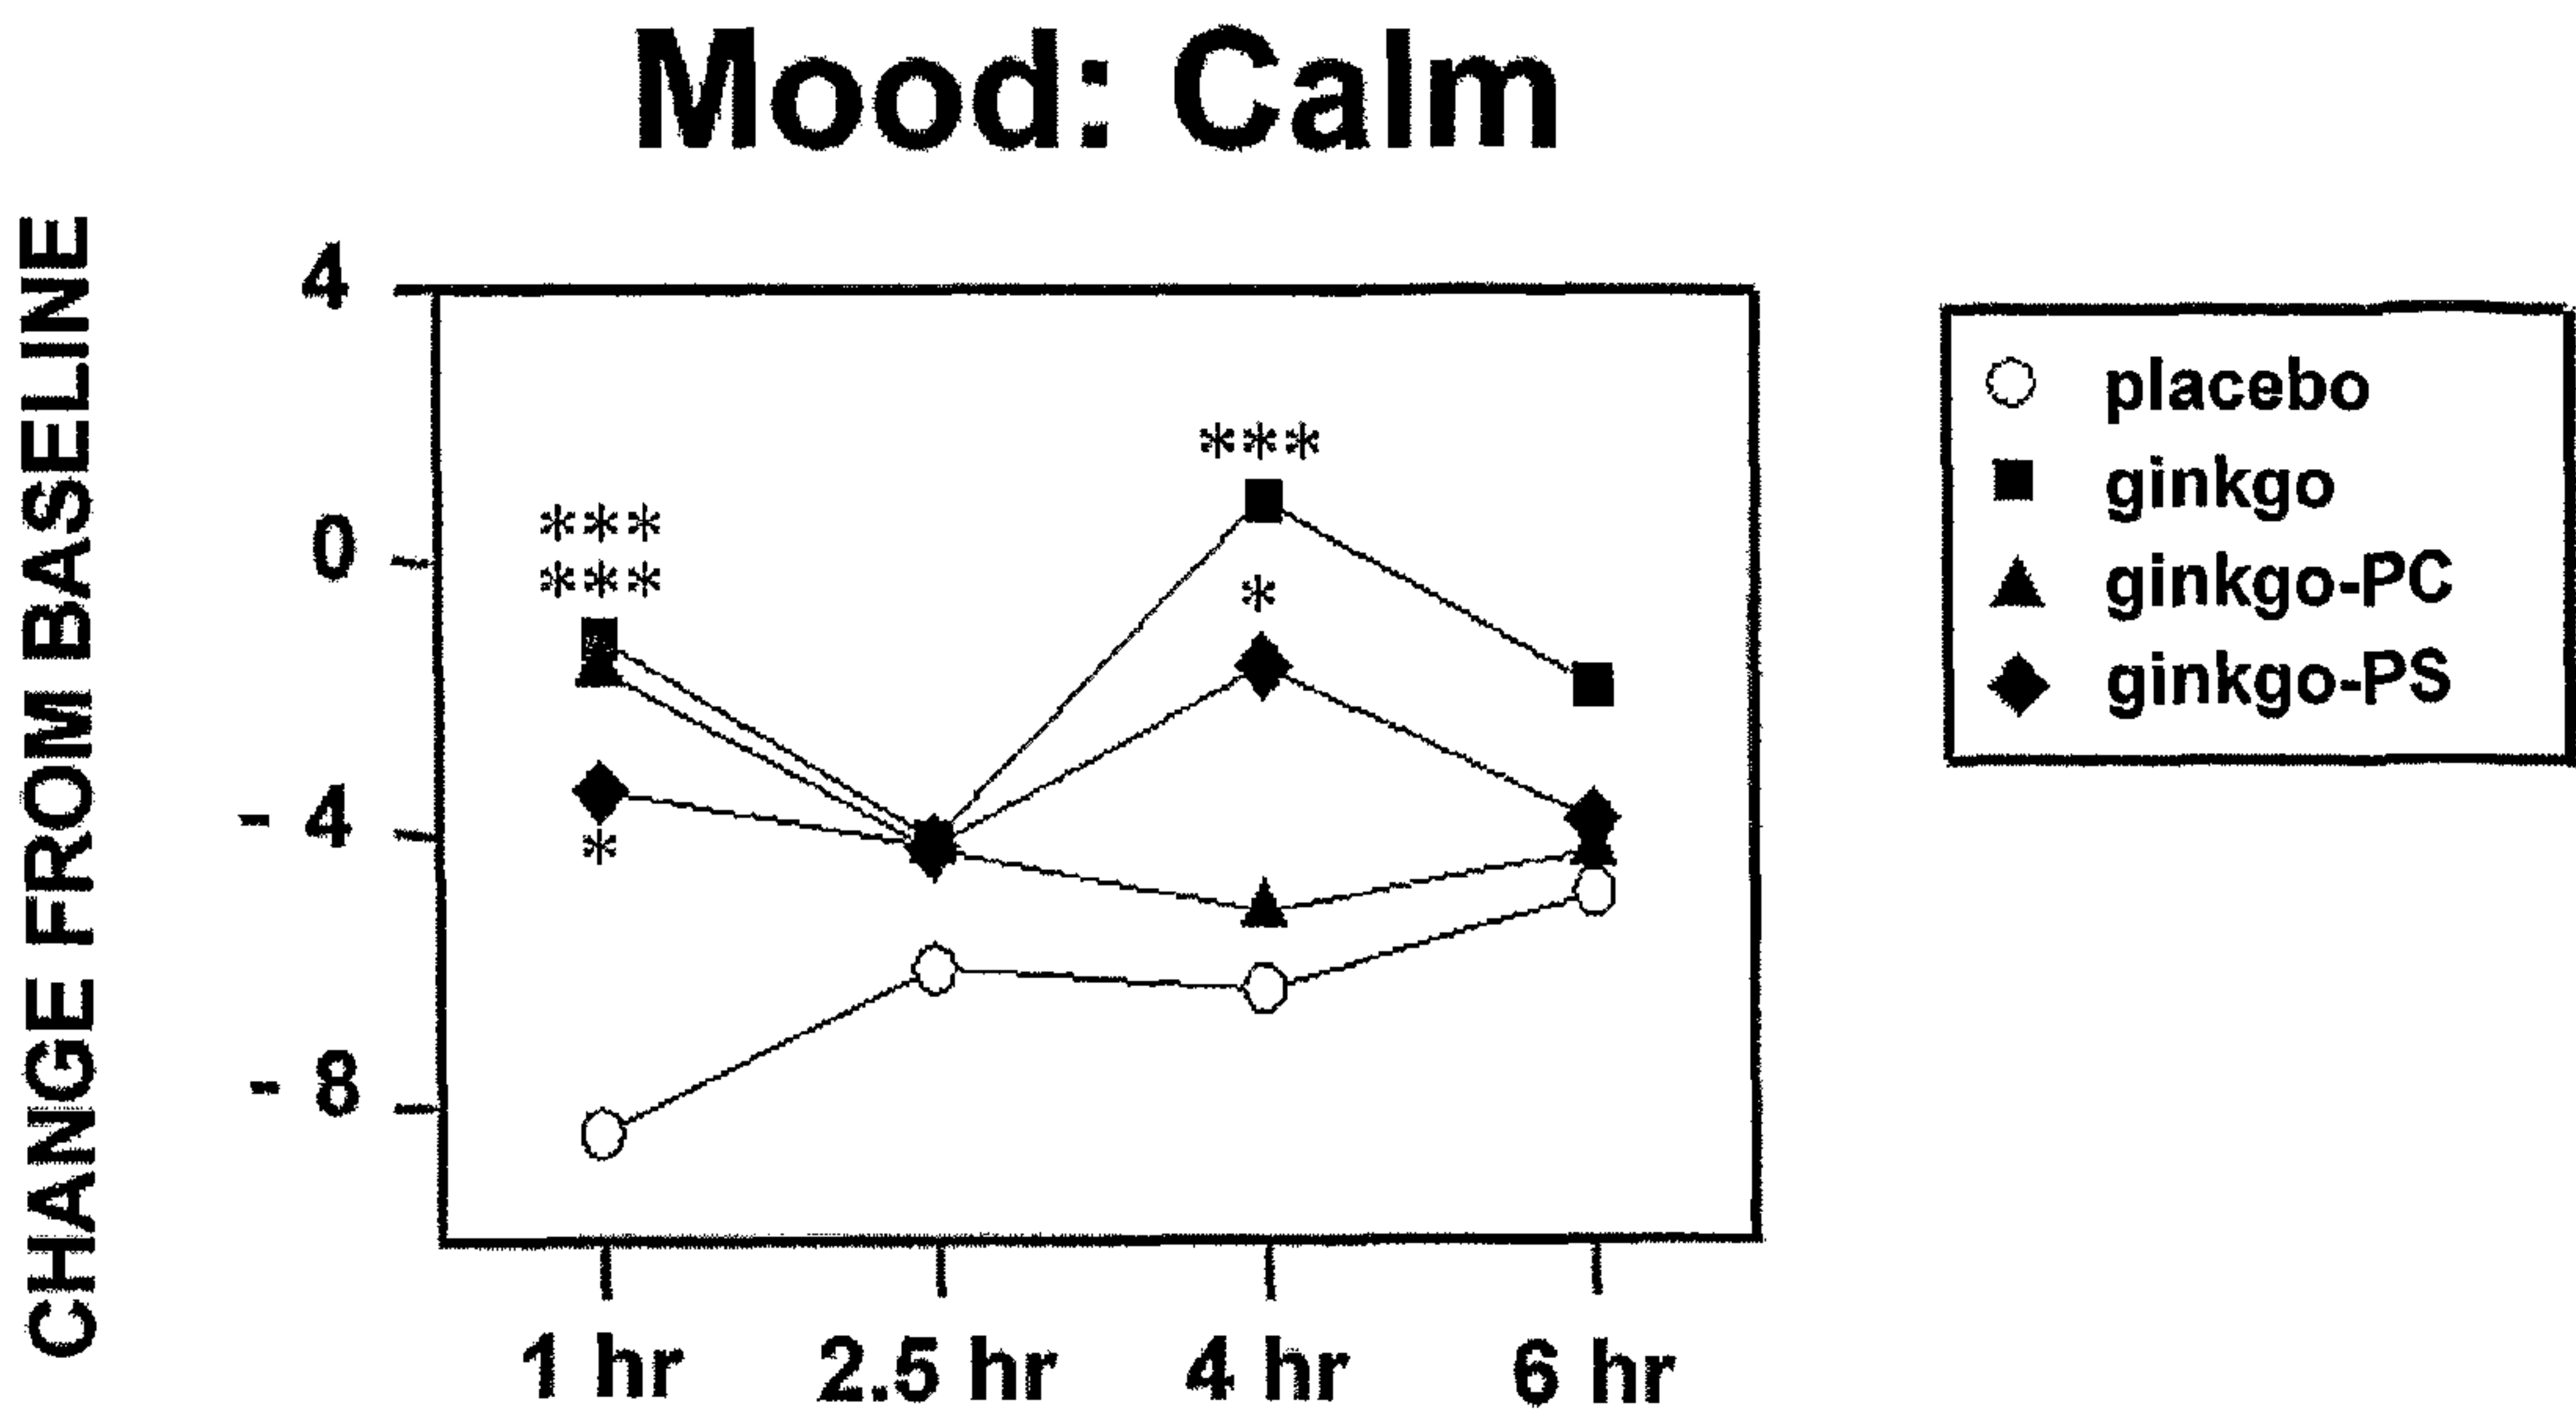 Mood: Calm
CHANGE FROM BASELINE
4
0
- 4
- 8
***
***
*
***
*
1 hr 2.5 hr 4 hr 6 hr
placebo
ginkgo
ginkgo-PC
ginkgo-PS